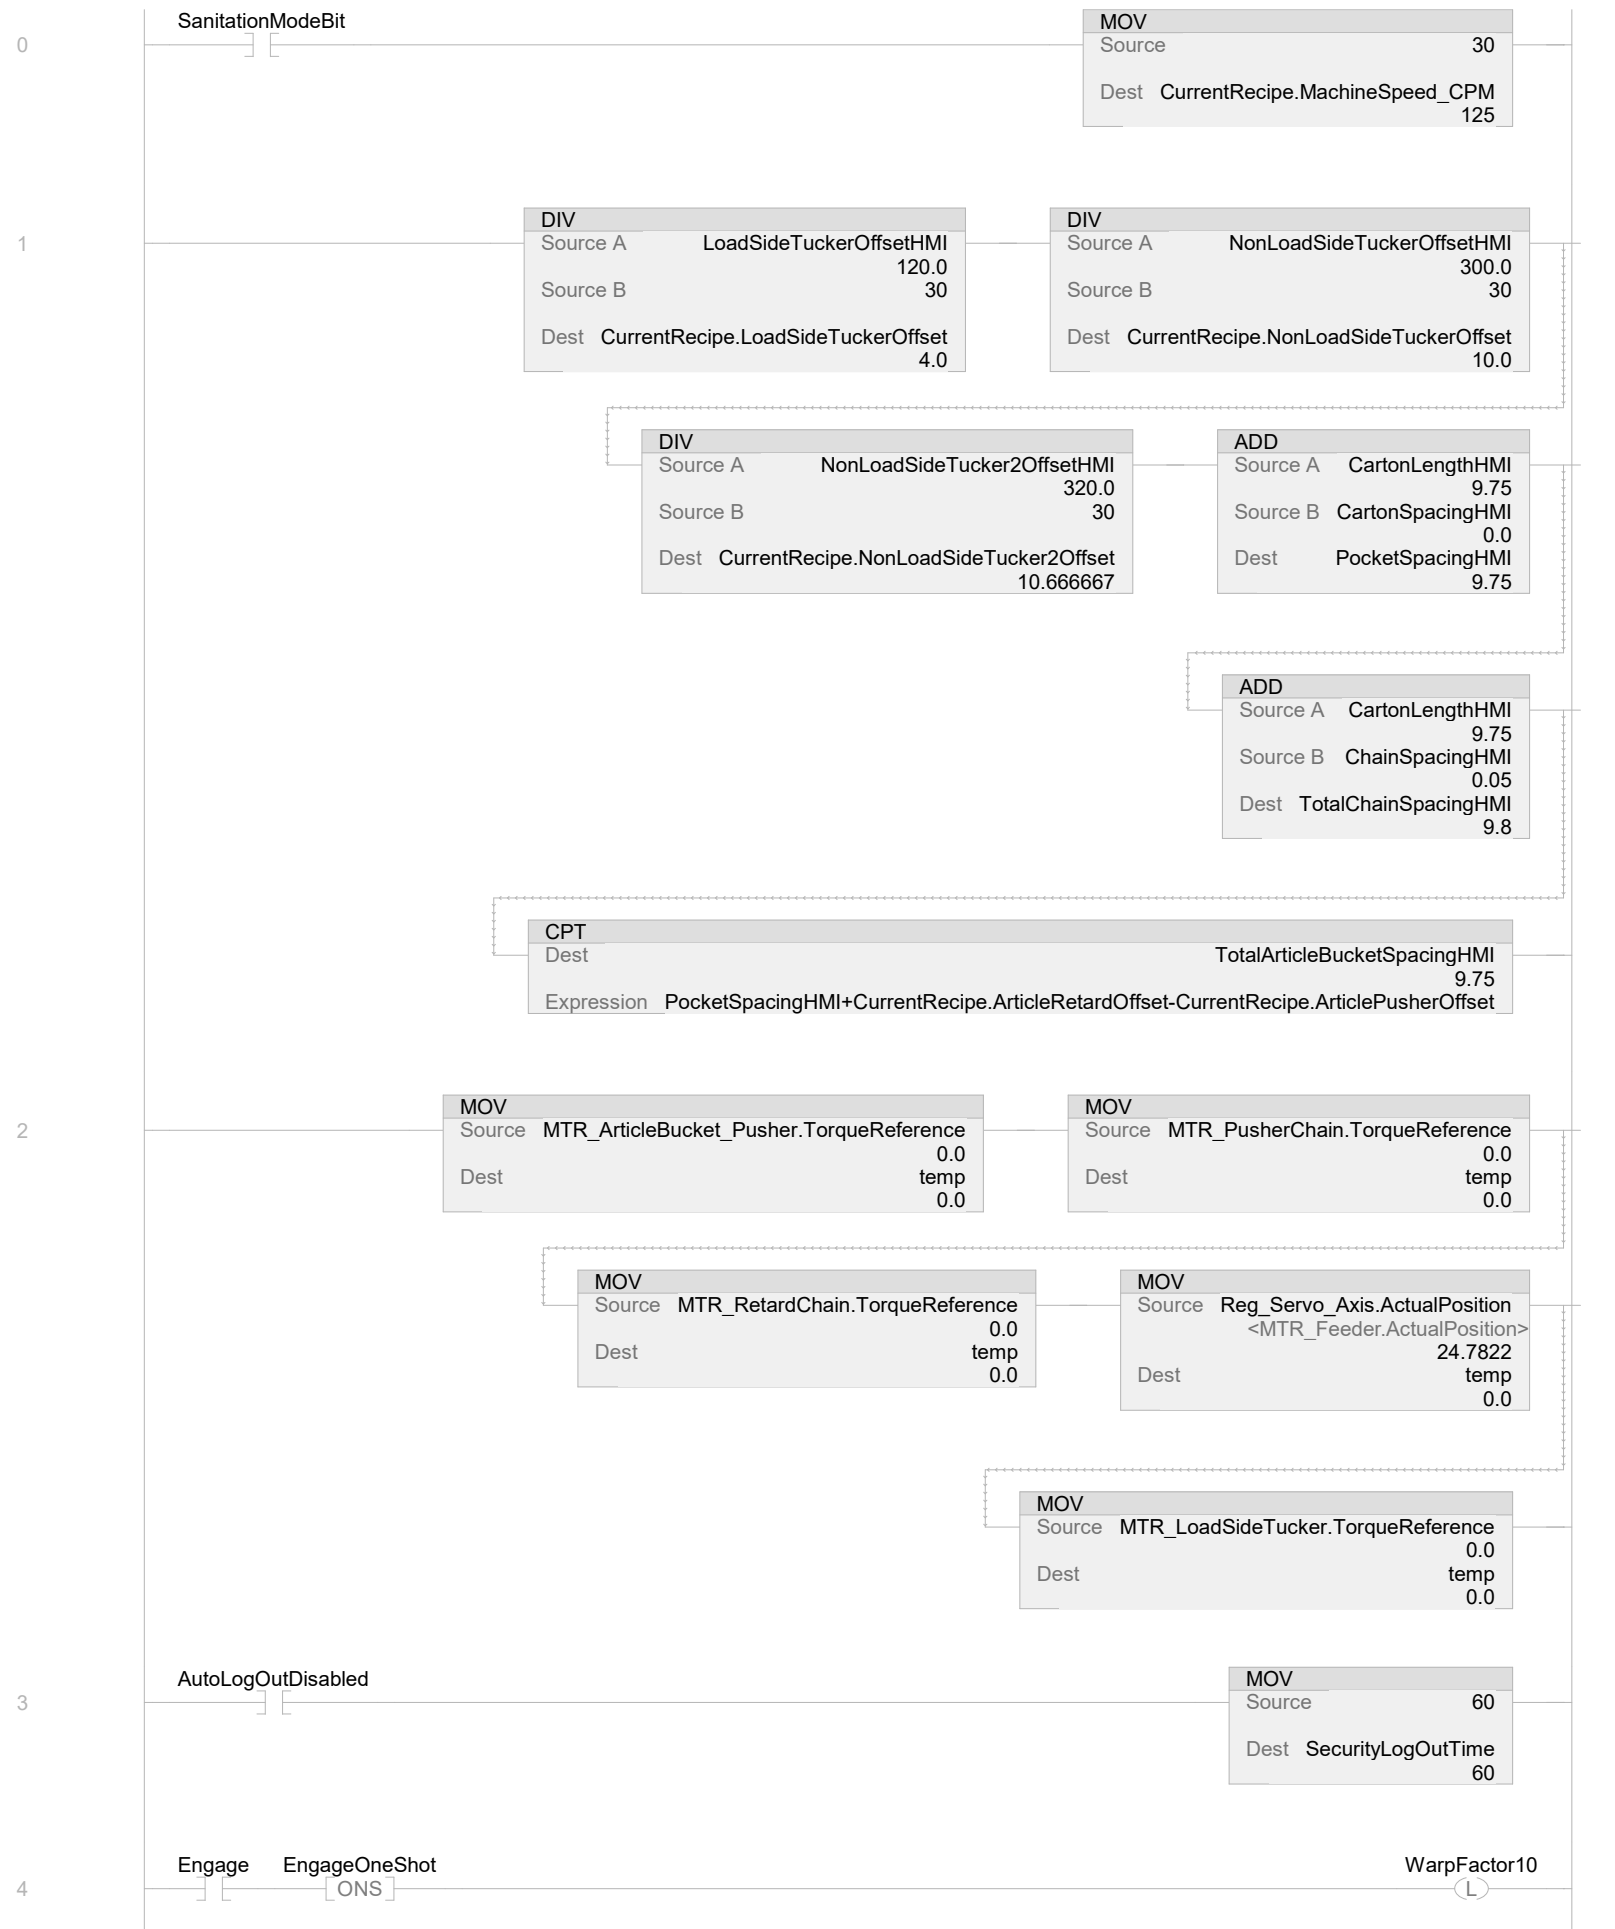 SanitationModeBit
0
MOV
Source 30
Dest CurrentRecipe.MachineSpeed_CPM
125
1
DIV
Source A LoadSideTuckerOffsetHMI
120.0
Source B 30
Dest CurrentRecipe.LoadSideTuckerOffset
4.0
DIV
Source A NonLoadSideTuckerOffsetHMI
300.0
Source B 30
Dest CurrentRecipe.NonLoadSideTuckerOffset
10.0
DIV
Source A NonLoadSideTucker2OffsetHMI
320.0
Source B 30
Dest CurrentRecipe.NonLoadSideTucker2Offset
10.666667
ADD
Source A CartonLengthHMI
9.75
Source B CartonSpacingHMI
0.0
Dest PocketSpacingHMI
9.75
ADD
Source A CartonLengthHMI
9.75
Source B ChainSpacingHMI
0.05
Dest TotalChainSpacingHMI
9.8
CPT
Dest TotalArticleBucketSpacingHMI
9.75
Expression PocketSpacingHMI+CurrentRecipe.ArticleRetardOffset-CurrentRecipe.ArticlePusherOffset
2
MOV
Source MTR_ArticleBucket_Pusher.TorqueReference
0.0
Dest temp
0.0
MOV
Source MTR_PusherChain.TorqueReference
0.0
Dest temp
0.0
MOV
Source MTR_RetardChain.TorqueReference
0.0
Dest temp
0.0
MOV
Source Reg_Servo_Axis.ActualPosition
<MTR_Feeder.ActualPosition>
24.7822
Dest temp
0.0
MOV
Source MTR_LoadSideTucker.TorqueReference
0.0
Dest temp
0.0
AutoLogOutDisabled
3
MOV
Source 60
Dest SecurityLogOutTime
60
Engage EngageOneShot WarpFactor10
4 ONS L